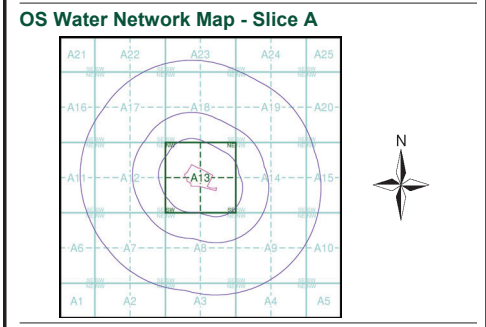 OS Water Network Map - Slice A
A21 A22 A23 A24 A25
A16 A17 A18 A19 A20
N
A11 A12 A13 A14 A15
A6 A7 A8 A9 A10
A1 A2 A3 A4 A5